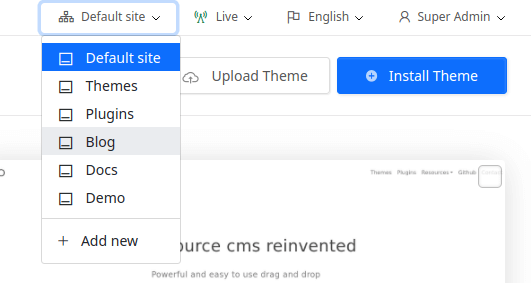 Default site
Live
English
Super Admin
Default site
Themes
Plugins
Blog
Docs
Demo
Add new
Upload Theme
Install Theme
Themes Plugins Resources Github
ource cms reinvented
Powerful and easy to use drag and drop